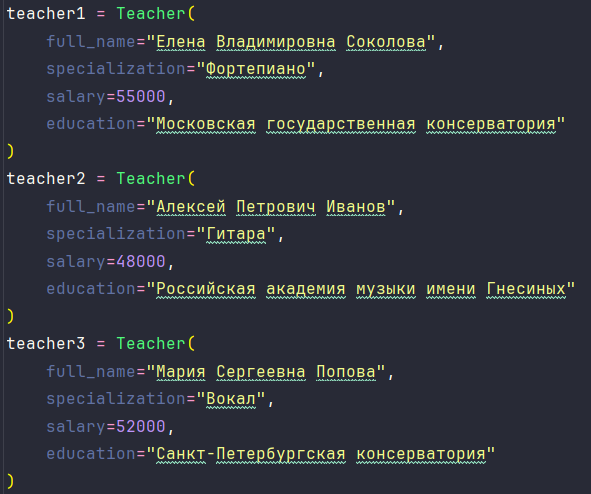 teacher1 = Teacher(
    full_name="Елена Владимировна Соколова",
    specialization="Фортепиано",
    salary=55000,
    education="Московская государственная консерватория"
)
teacher2 = Teacher(
    full_name="Алексей Петрович Иванов",
    specialization="Гитара",
    salary=48000,
    education="Российская академия музыки имени Гнесиных"
)
teacher3 = Teacher(
    full_name="Мария Сергеевна Попова",
    specialization="Вокал",
    salary=52000,
    education="Санкт-Петербургская консерватория"
)